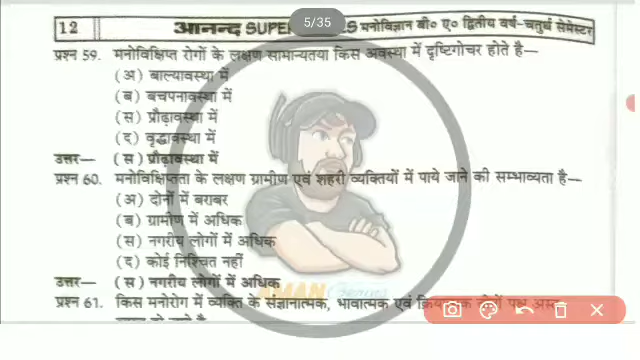 12 आनन्द SUPER ES मनोविज्ञान बी० ए० द्वितीय वर्ष-चतुर्थ सेमेस्टर
5/35
प्रश्न 59. मनोविक्षिप्त रोगों के लक्षण सामान्यतया किस अवस्था में दृष्टिगोचर होते है—
(अ) बाल्यावस्था में
(ब) बचपनावस्था में
(स) प्रौढ़ावस्था में
(द) वृद्धावस्था में
उत्तर— (स) प्रौढ़ावस्था में
प्रश्न 60. मनोविक्षिप्तता के लक्षण ग्रामीण एवं शहरी व्यक्तियों में पाये जाने की सम्भाव्यता है—
(अ) दोनों में बराबर
(ब) ग्रामीण में अधिक
(स) नगरीय लोगों में अधिक
(द) कोई निश्चित नहीं
उत्तर— (स) नगरीय लोगों में अधिक
AMAN
प्रश्न 61. किस मनोरोग में व्यक्ति के संज्ञानात्मक, भावात्मक एवं